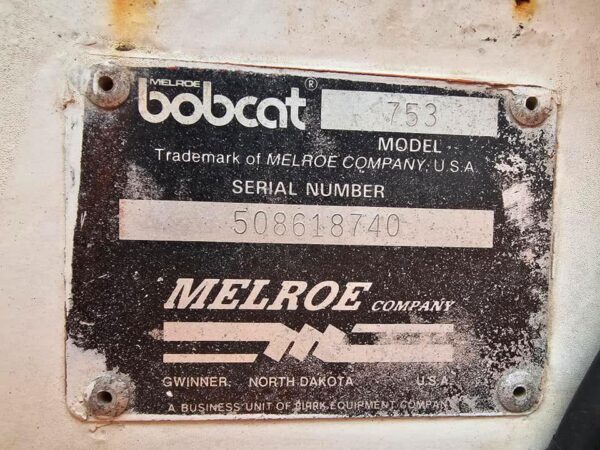 MELROE
bobcat® 753
MODEL
Trademark of MELROE COMPANY, U.S.A.
SERIAL NUMBER
508618740
MELROE COMPANY
GWINNER, NORTH DAKOTA U.S.A.
A BUSINESS UNIT OF CLARK EQUIPMENT COMPANY